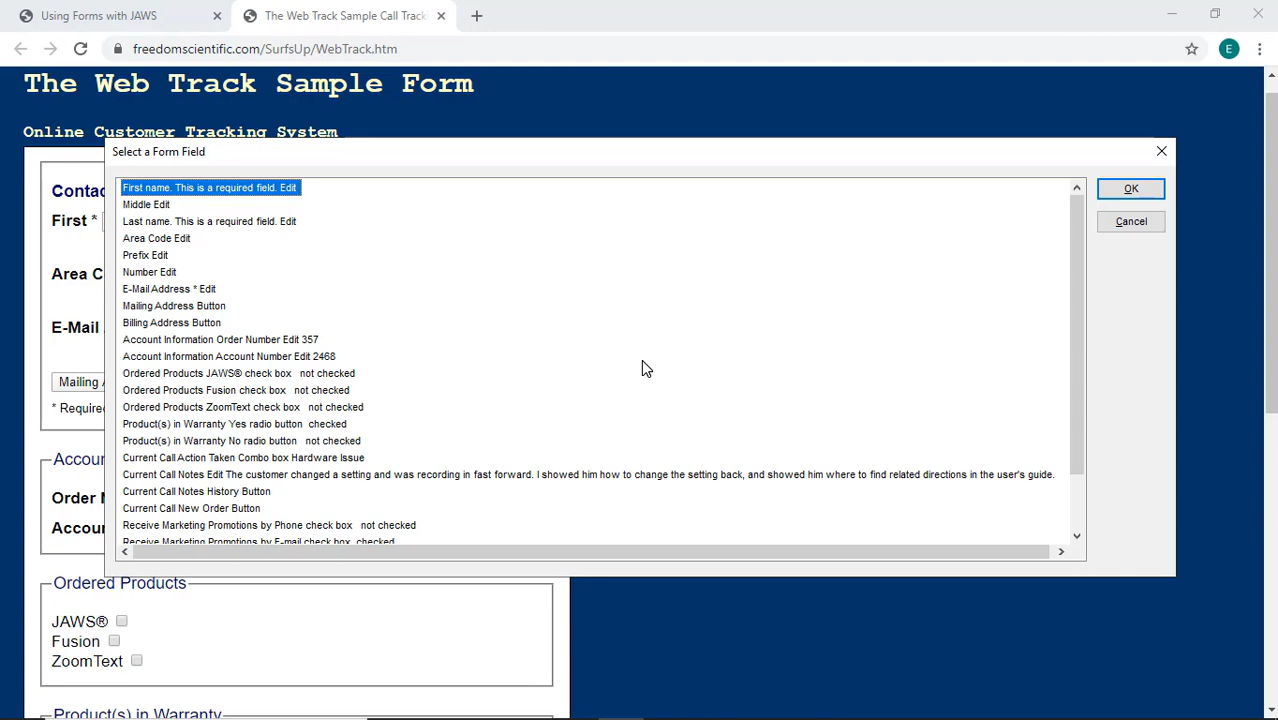 Using Forms with JAWS
The Web Track Sample Call Track
freedomscientific.com/SurfsUp/WebTrack.htm
E
The Web Track Sample Form
Online Customer Tracking System
Select a Form Field
First name. This is a required field. Edit
Middle Edit
Last name. This is a required field. Edit
Area Code Edit
Prefix Edit
Number Edit
E-Mail Address * Edit
Mailing Address Button
Billing Address Button
Account Information Order Number Edit 357
Account Information Account Number Edit 2468
Ordered Products JAWS® check box not checked
Ordered Products Fusion check box not checked
Ordered Products ZoomText check box not checked
Product(s) in Warranty Yes radio button checked
Product(s) in Warranty No radio button not checked
Current Call Action Taken Combo box Hardware Issue
Current Call Notes Edit The customer changed a setting and was recording in fast forward. I showed him how to change the setting back, and showed him where to find related directions in the user's guide.
Current Call Notes History Button
Current Call New Order Button
Receive Marketing Promotions by Phone check box not checked
Receive Marketing Promotions by E-mail check box checked
OK
Cancel
Contac
First *
Area C
E-Mail
Mailing A
* Require
Accou
Order N
Accou
Ordered Products
JAWS®
Fusion
ZoomText
Product(s) in Warranty